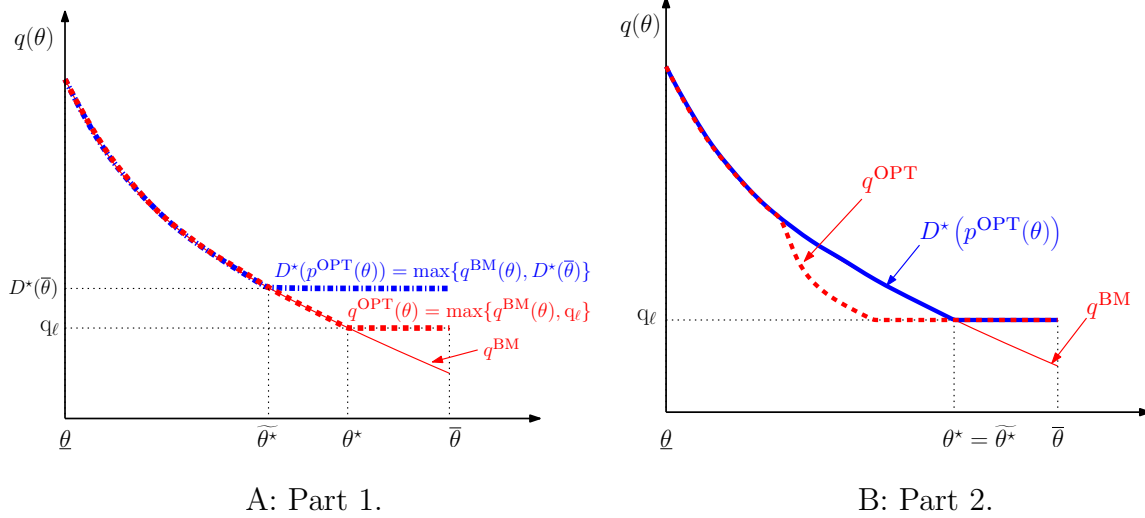 q(θ)
D⋆(p^OPT(θ)) = max{q^BM(θ), D⋆(θ̅)}
D⋆(θ̅)
q^OPT(θ) = max{q^BM(θ), q_ℓ}
q_ℓ
q^BM
θ̲
θ̃⋆
θ⋆
θ̅
A: Part 1.
q(θ)
q^OPT
D⋆(p^OPT(θ))
q^BM
q_ℓ
θ̲
θ⋆ = θ̃⋆
θ̅
B: Part 2.